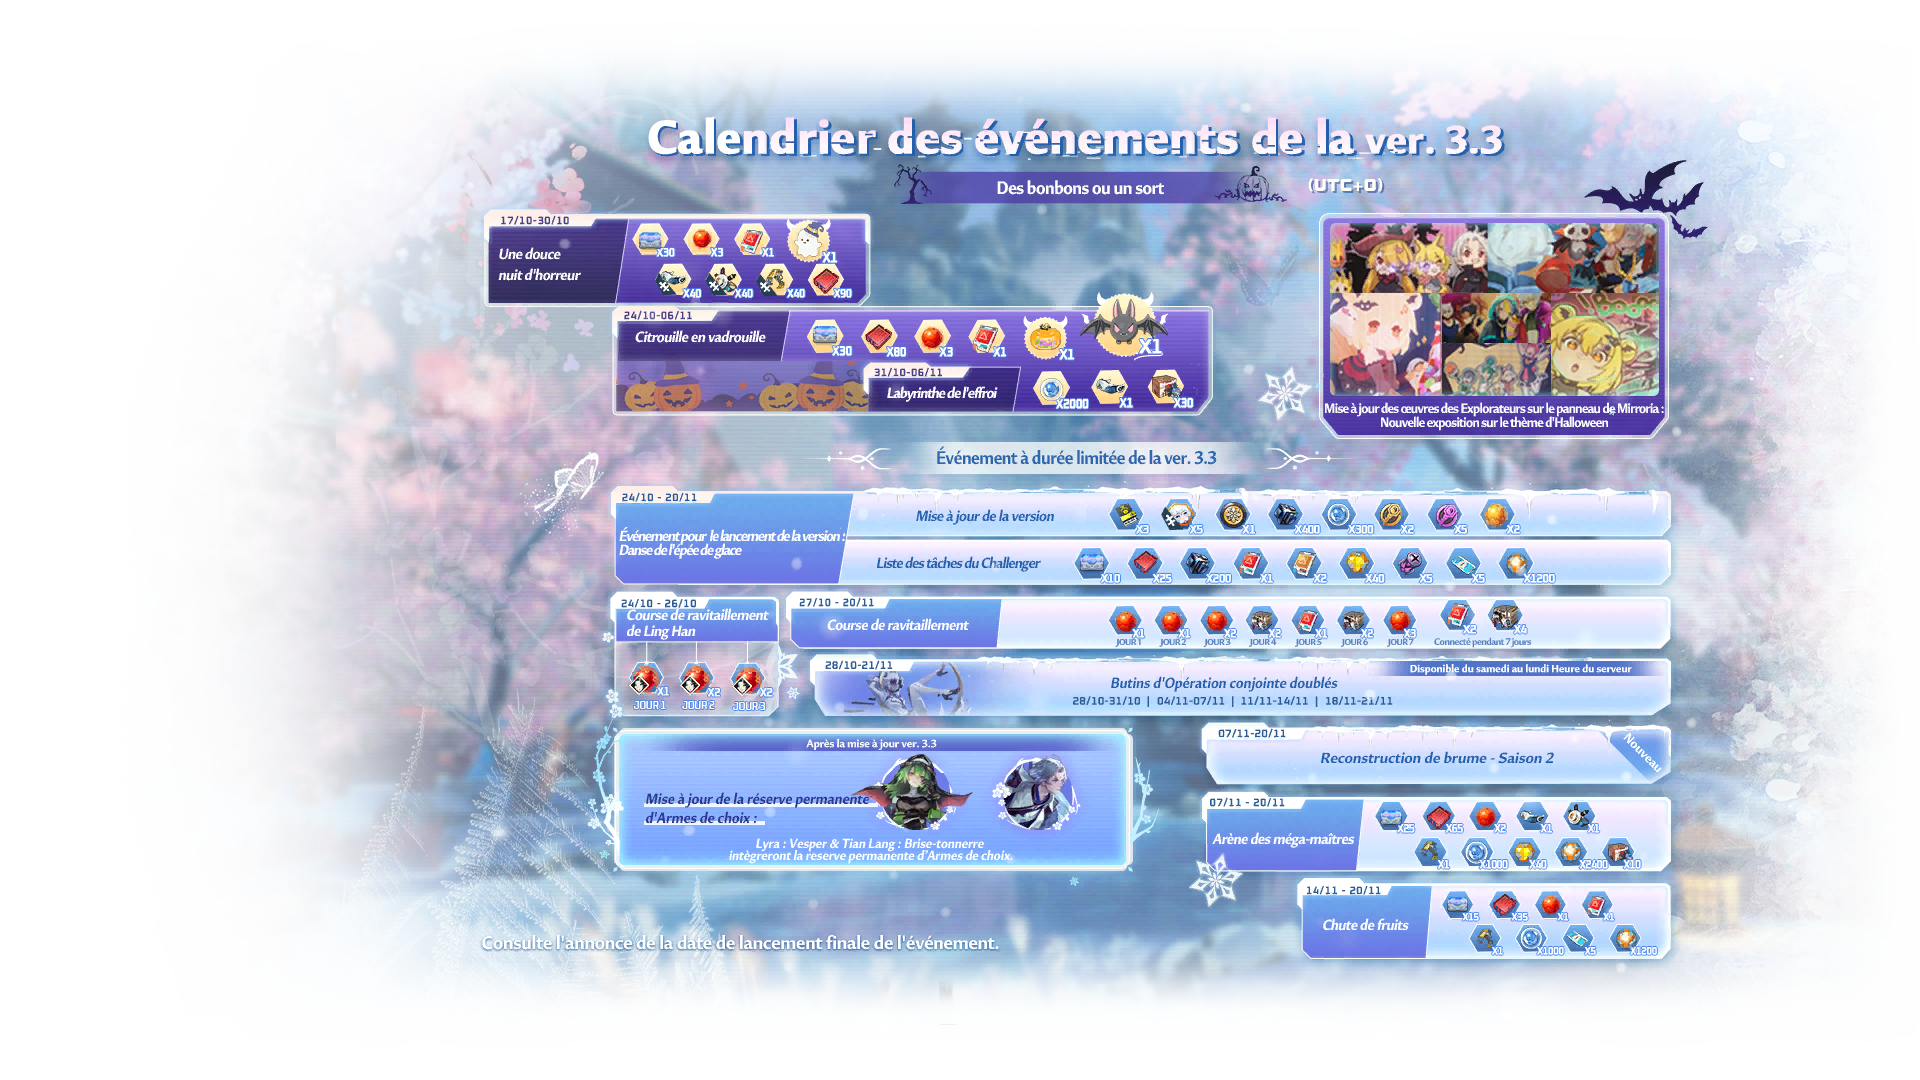 Calendrier des événements de la ver. 3.3
Des bonbons ou un sort
(UTC+0)
17/10-30/10
Une douce
nuit d'horreur
X30 X3 X1 X1
X40 X40 X40 X90
24/10-06/11
Citrouille en vadrouille
X30 X80 X3 X1 X1 X1
31/10-06/11
Labyrinthe de l'effroi
X2000 X1 X30
Mise à jour des œuvres des Explorateurs sur le panneau de Mirroria :
Nouvelle exposition sur le thème d'Halloween
Événement à durée limitée de la ver. 3.3
24/10 - 20/11
Événement pour le lancement de la version :
Danse de l'épée de glace
Mise à jour de la version
X3 X5 X1 X400 X300 X2 X5 X2
Liste des tâches du Challenger
X10 X25 X200 X1 X2 X40 X5 X5 X1200
24/10 - 26/10
Course de ravitaillement
de Ling Han
X1 X2 X2
JOUR 1 JOUR 2 JOUR 3
27/10 - 20/11
Course de ravitaillement
X1 X1 X2 X2 X1 X2 X3 X2 X4
JOUR 1 JOUR 2 JOUR 3 JOUR 4 JOUR 5 JOUR 6 JOUR 7 Connecté pendant 7 jours
28/10-21/11
Disponible du samedi au lundi Heure du serveur
Butins d'Opération conjointe doublés
28/10-31/10 | 04/11-07/11 | 11/11-14/11 | 18/11-21/11
Après la mise à jour ver. 3.3
Mise à jour de la réserve permanente
d'Armes de choix :
Lyra : Vesper & Tian Lang : Brise-tonnerre
intègreront la reserve permanente d'Armes de choix.
07/11-20/11
Reconstruction de brume - Saison 2
Nouveau
07/11 - 20/11
Arène des méga-maîtres
X25 X65 X2 X1 X1
X1 X1000 X40 X2400 X10
14/11 - 20/11
Chute de fruits
X15 X35 X1 X1
X1 X1000 X5 X1200
Consulte l'annonce de la date de lancement finale de l'événement.